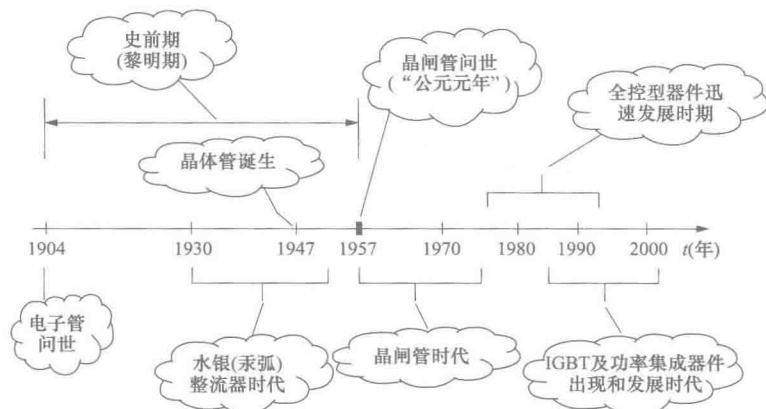 史前期
(黎明期)
晶闸管问世
(“公元元年”)
全控型器件迅
速发展时期
晶体管诞生
1904
1930
1947
1957
1970
1980
1990
2000
t(年)
电子管
问世
水银(汞弧)
整流器时代
晶闸管时代
IGBT及功率集成器件
出现和发展时代